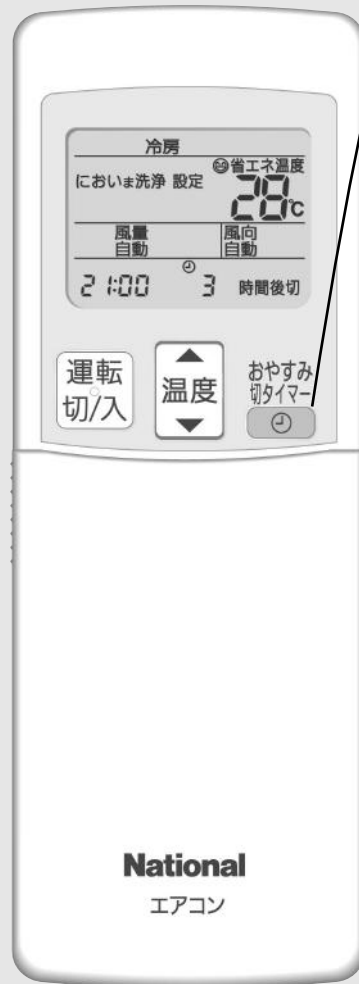 冷房
省エネ温度
においま洗浄 設定
28℃
風量
自動
風向
自動
21:00 3 時間後切
運転
切/入
温度
おやすみ
切タイマー
National
エアコン